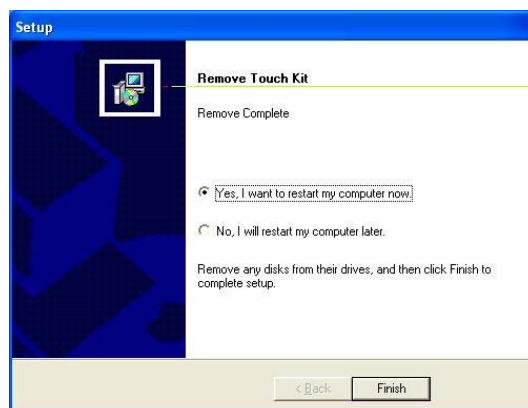 Setup
Remove Touch Kit
Remove Complete
Yes, I want to restart my computer now.
No, I will restart my computer later.
Remove any disks from their drives, and then click Finish to
complete setup.
< Back
Finish